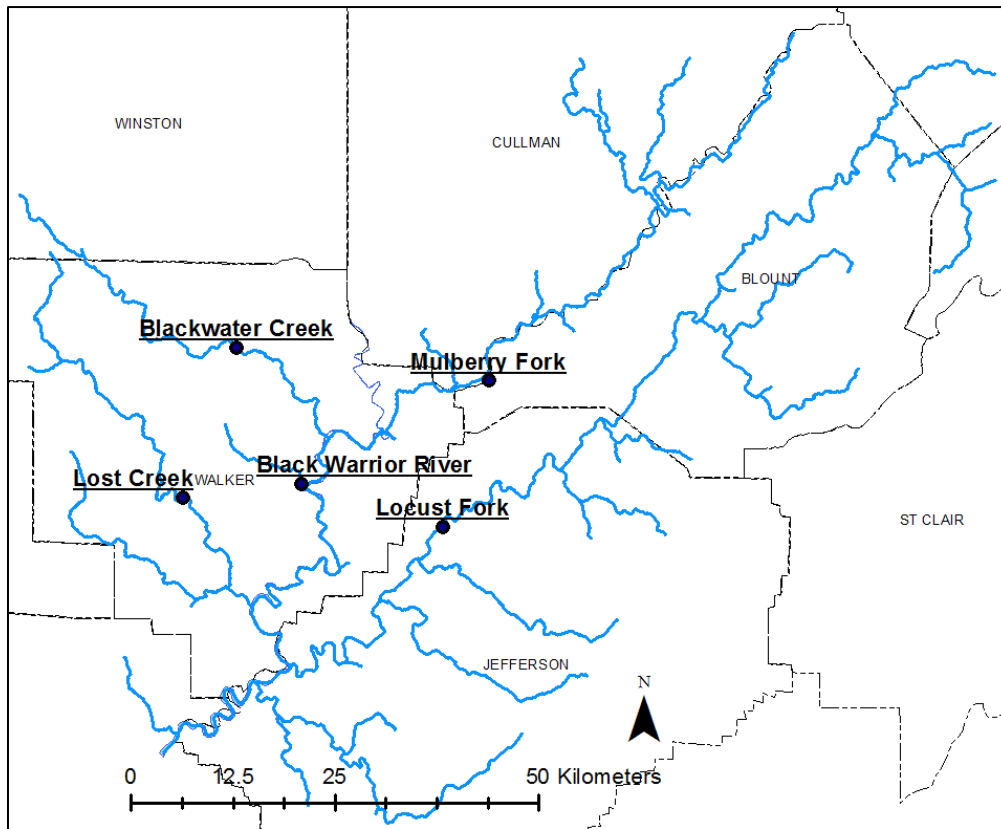 WINSTON
CULLMAN
BLOUNT
Blackwater Creek
Mulberry Fork
Black Warrior River
Lost Creek
WALKER
Locust Fork
ST CLAIR
JEFFERSON
N
0 12.5 25 50 Kilometers